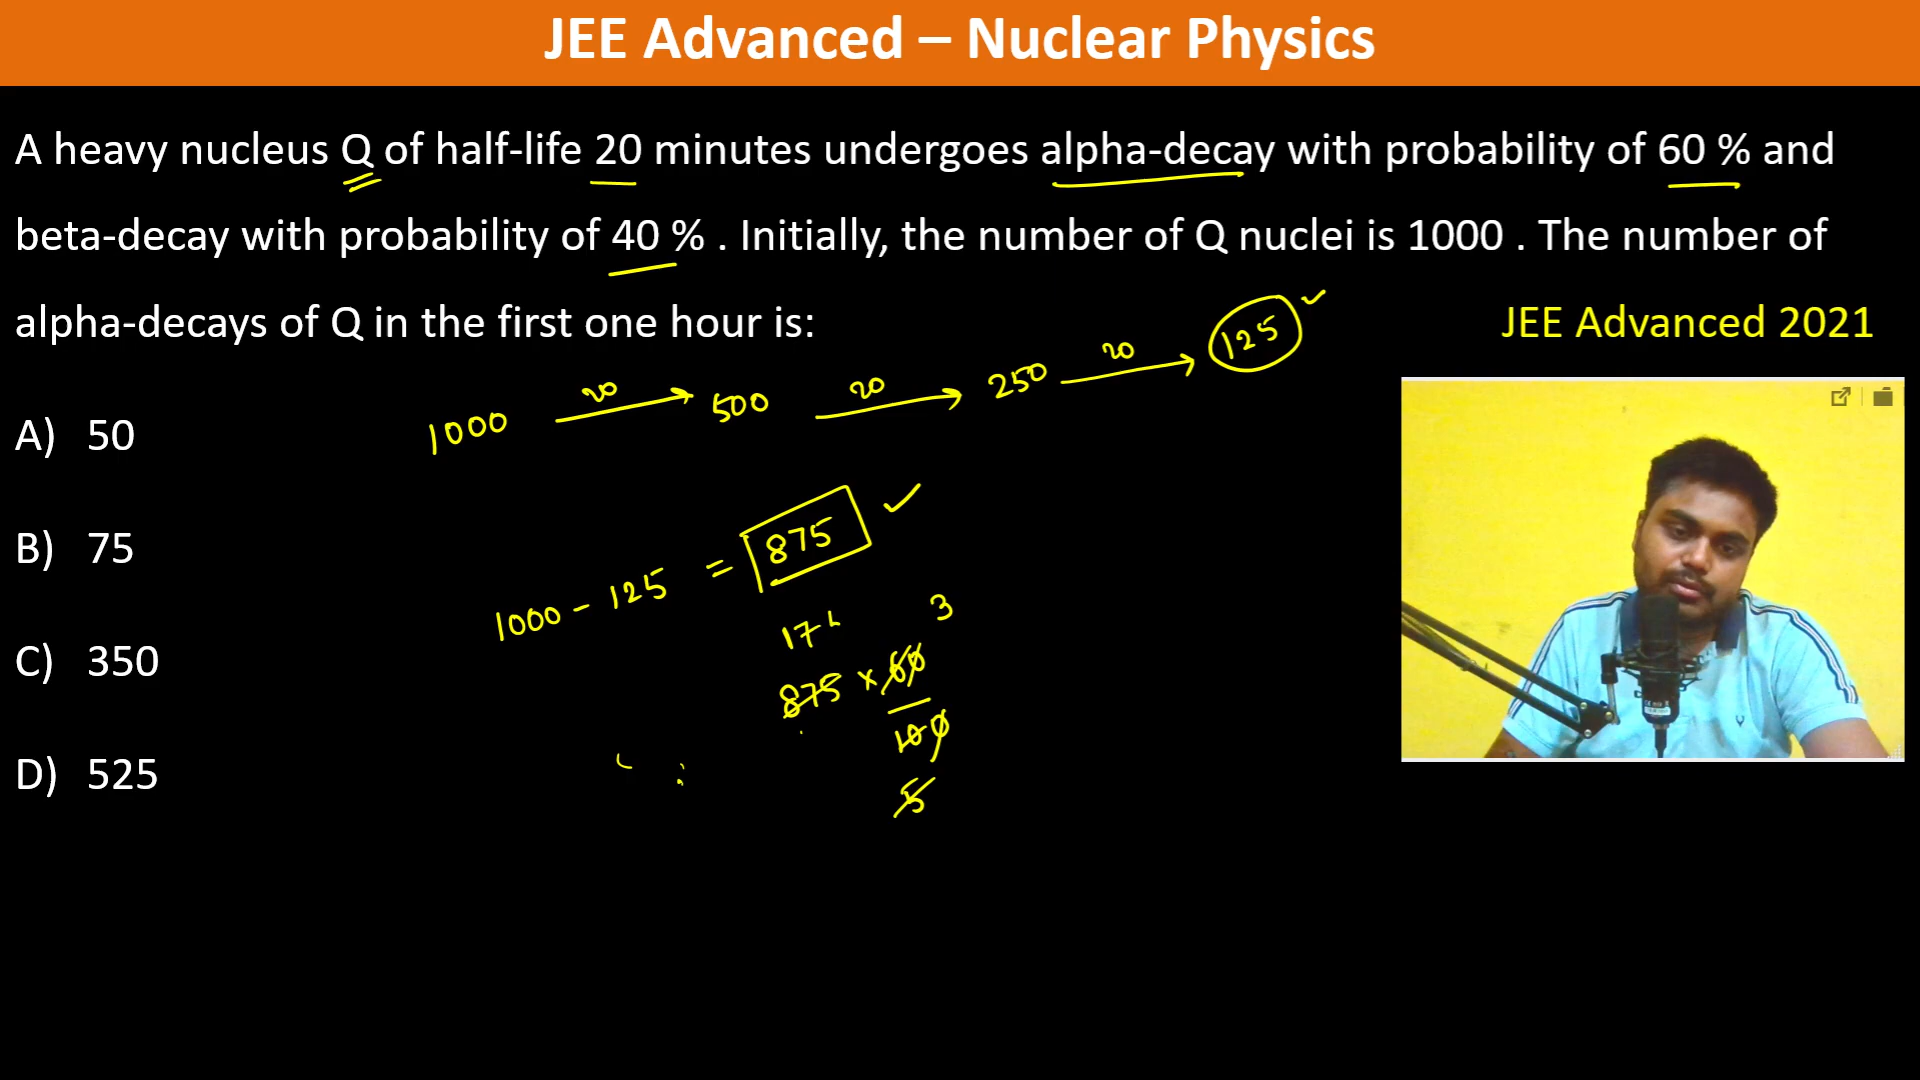 JEE Advanced – Nuclear Physics
A heavy nucleus Q of half-life 20 minutes undergoes alpha-decay with probability of 60 % and
beta-decay with probability of 40 % . Initially, the number of Q nuclei is 1000 . The number of
alpha-decays of Q in the first one hour is:
JEE Advanced 2021
1000 20 → 500 20 → 250 20 → 125 ✓
A) 50
B) 75
C) 350
D) 525
1000 - 125 = 875 ✓
3
875 × 60
100
5